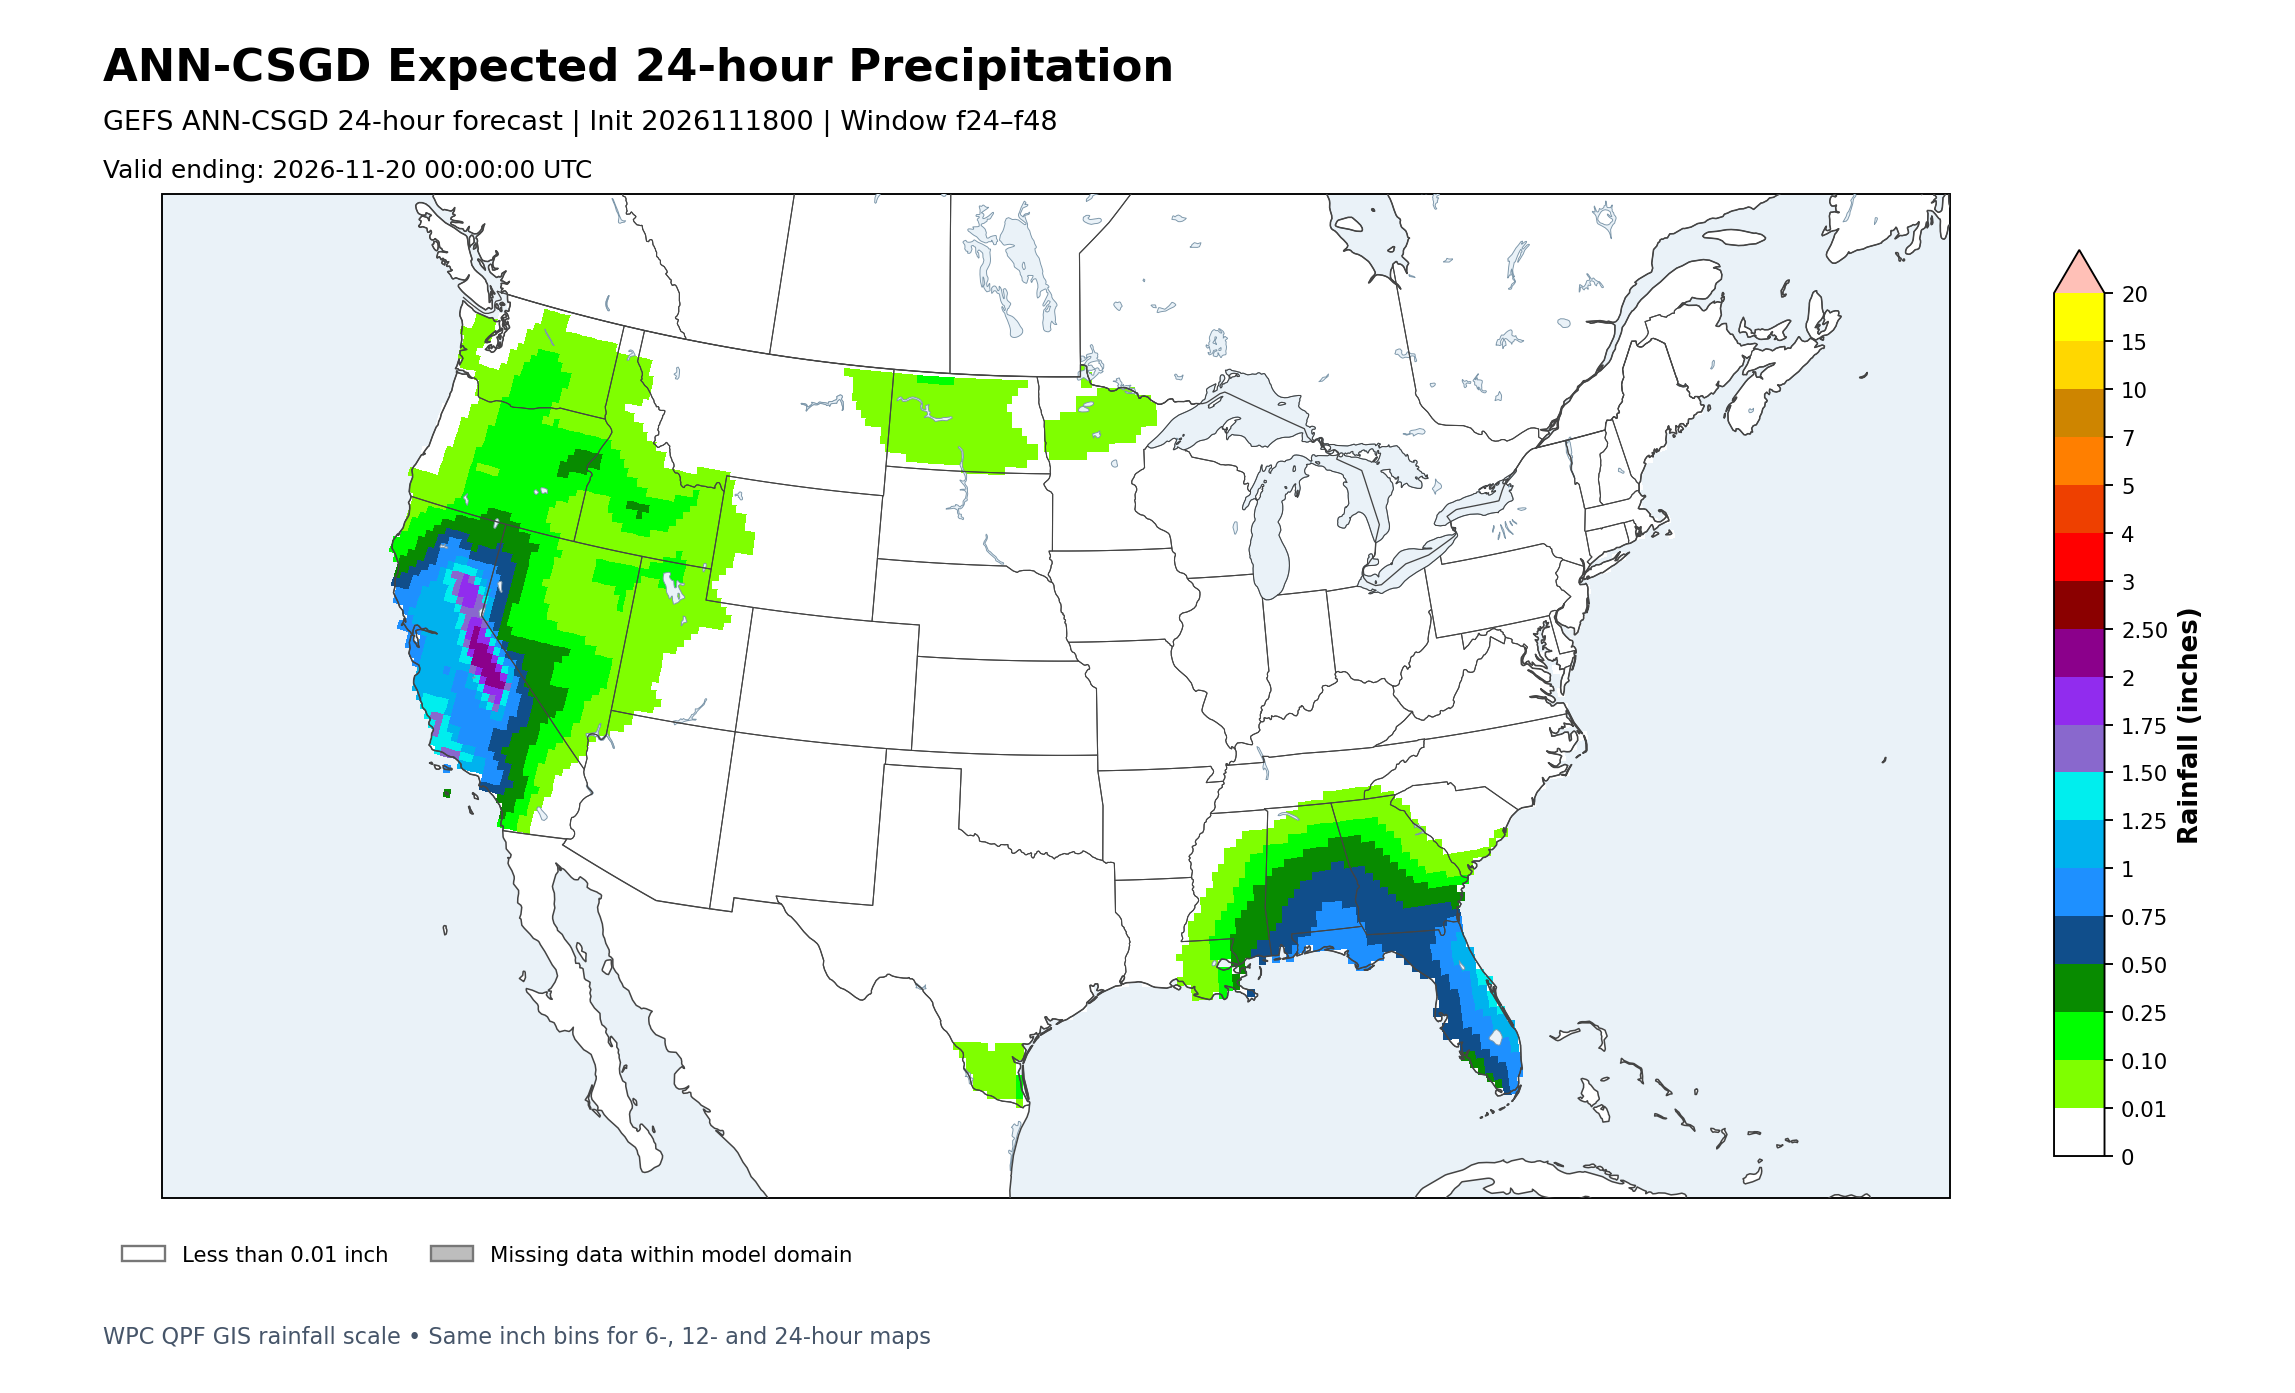 ANN-CSGD Expected 24-hour Precipitation
GEFS ANN-CSGD 24-hour forecast | Init 2026111800 | Window f24–f48
Valid ending: 2026-11-20 00:00:00 UTC
20
15
10
7
5
4
3
2.50
2
1.75
1.50
1.25
1
0.75
0.50
0.25
0.10
0.01
0
Rainfall (inches)
Less than 0.01 inch
Missing data within model domain
WPC QPF GIS rainfall scale • Same inch bins for 6-, 12- and 24-hour maps